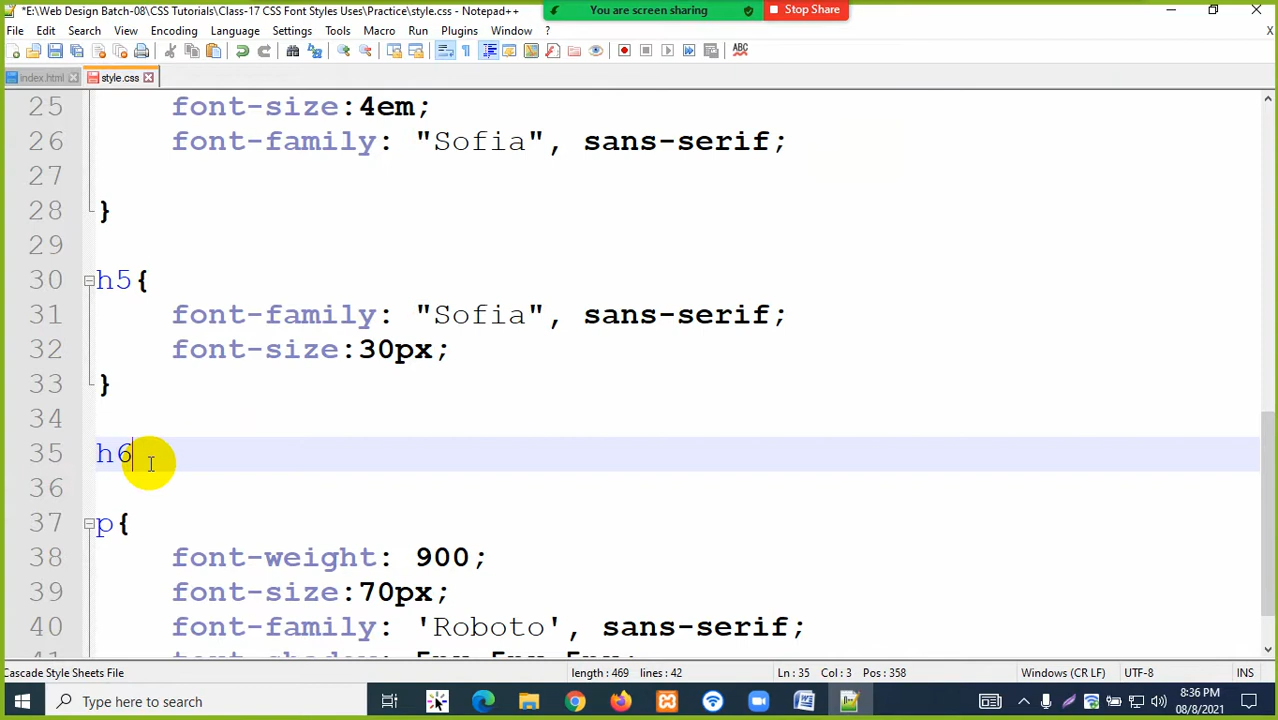 *E:\Web Design Batch-08\CSS Tutorials\Class-17 CSS Font Styles Uses\Practice\style.css - Notepad++
You are screen sharing
Stop Share
File Edit Search View Encoding Language Settings Tools Macro Run Plugins Window ? X
ABC
index.html
style.css
25 font-size:4em;
26 font-family: "Sofia", sans-serif;
27
28 }
29
30 h5{
31 font-family: "Sofia", sans-serif;
32 font-size:30px;
33 }
34
35 h6
36
37 p{
38 font-weight: 900;
39 font-size:70px;
40 font-family: 'Roboto', sans-serif;
Cascade Style Sheets File length : 469 lines : 42 Ln : 35 Col : 3 Pos : 358 Windows (CR LF) UTF-8 INS
Type here to search
8:36 PM
08/8/2021